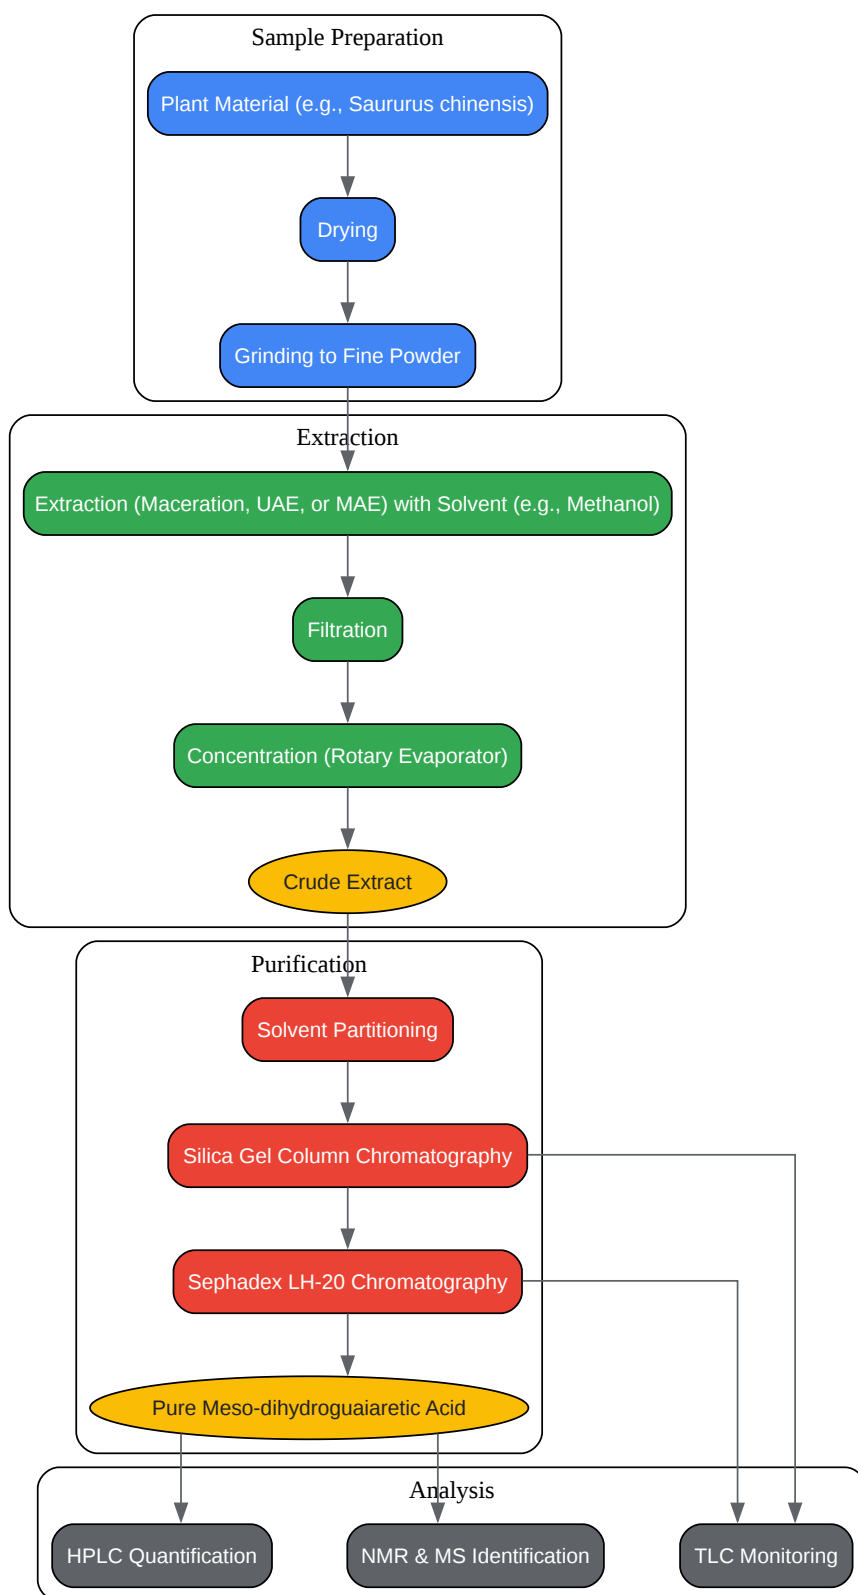 Sample Preparation
Plant Material (e.g., Saururus chinensis)
Drying
Grinding to Fine Powder
Extraction
Extraction (Maceration, UAE, or MAE) with Solvent (e.g., Methanol)
Filtration
Concentration (Rotary Evaporator)
Crude Extract
Purification
Solvent Partitioning
Silica Gel Column Chromatography
Sephadex LH-20 Chromatography
Pure Meso-dihydroguaiaretic Acid
Analysis
HPLC Quantification
NMR & MS Identification
TLC Monitoring